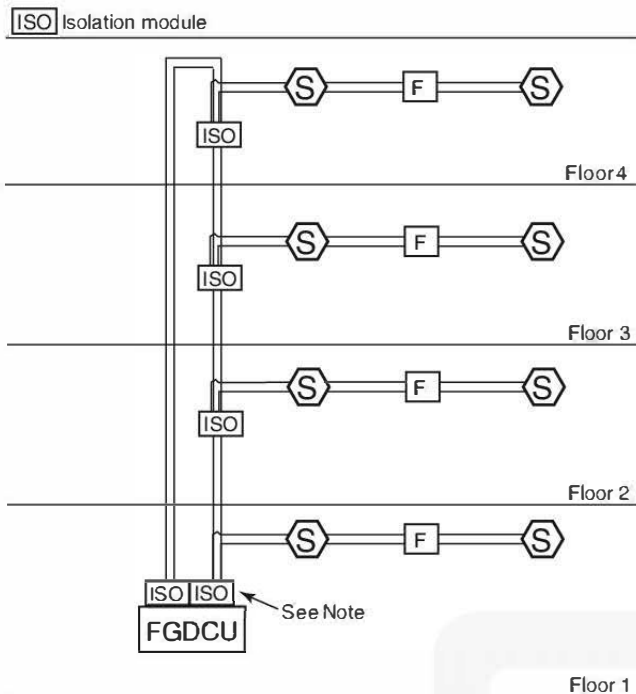 ISO Isolation module
S F S
ISO
Floor 4
S F S
ISO
Floor 3
S F S
ISO
Floor 2
S F S
ISO ISO
See Note
FGDCU
Floor 1